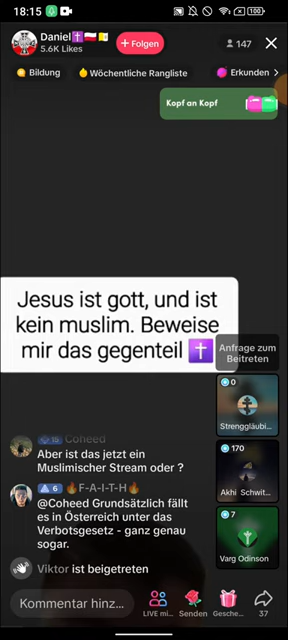 18:15
100
Daniel✝️🇵🇱🇻🇦
5.6K Likes
+ Folgen
147
Bildung
Wöchentliche Rangliste
Erkunden
Kopf an Kopf
Jesus ist gott, und ist
kein muslim. Beweise
mir das gegenteil ✝️
Anfrage zum
Beitreten
0
Strenggläubi...
170
Akhi Schwit...
7
Varg Odinson
15 Coheed
Aber ist das jetzt ein
Muslimischer Stream oder ?
6 🔥F-A-I-T-H🔥
@Coheed Grundsätzlich fällt
es in Österreich unter das
Verbotsgesetz - ganz genau
sogar.
Viktor ist beigetreten
Kommentar hinz...
LIVE mi...
Senden
Gesche...
37